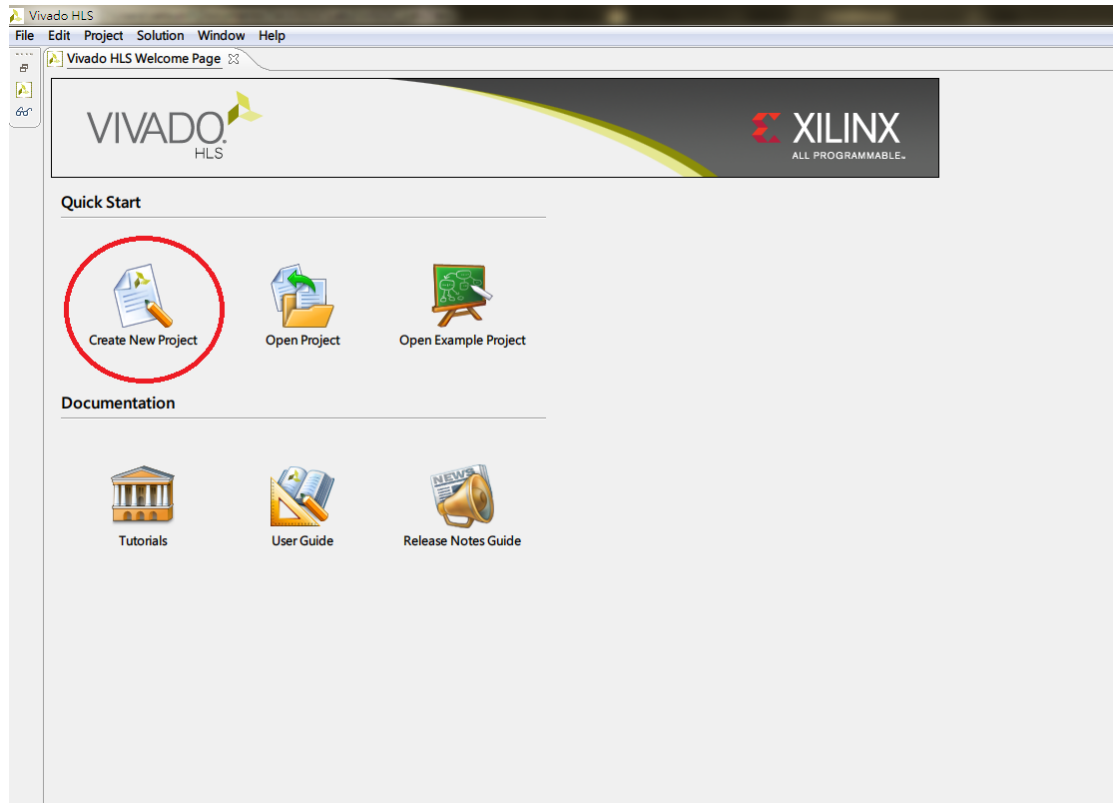 Vivado HLS
File Edit Project Solution Window Help
Vivado HLS Welcome Page
VIVADO.
HLS
XILINX
ALL PROGRAMMABLE.
Quick Start
Create New Project Open Project Open Example Project
Documentation
NEWS
Tutorials User Guide Release Notes Guide